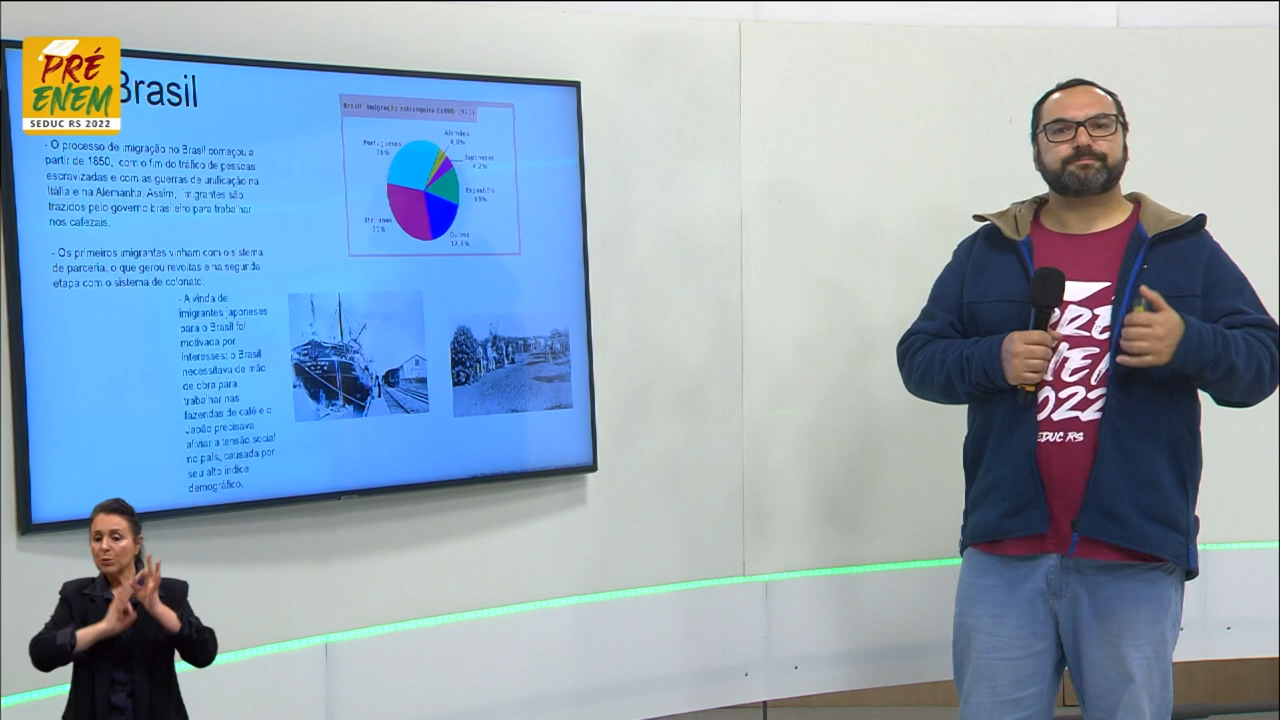 PRÉ
ENEM
SEDUC RS 2022
Brasil
- O processo de imigração no Brasil começou a
partir de 1850, com o fim do tráfico de pessoas
escravizadas e com as guerras de unificação na
Itália e na Alemanha. Assim, imigrantes são
trazidos pelo governo brasileiro para trabalhar
nos cafezais.
- Os primeiros imigrantes vinham com o sistema
de parceria, o que gerou revoltas e na segunda
etapa com o sistema de colonato.
- A vinda de
imigrantes japoneses
para o Brasil foi
motivada por
interesses: o Brasil
necessitava de mão
de obra para
trabalhar nas
fazendas de café e o
Japão precisava
aliviar a tensão social
no país, causada por
seu alto índice
demográfico.
Brasil: imigração estrangeira
Alemães
Portugueses
Japoneses
Espanhóis
Italianos
Outros
2022
SEDUC RS